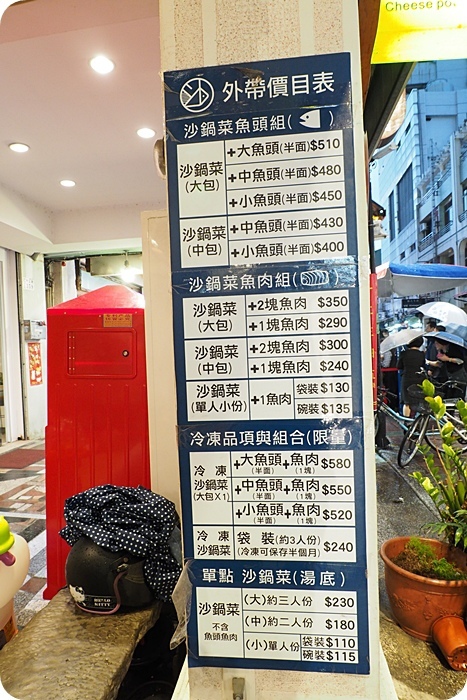 Cheese po
外帶價目表
沙鍋菜魚頭組( )
沙鍋菜(大包)
+大魚頭(半面)$510
+中魚頭(半面)$480
+小魚頭(半面)$450
沙鍋菜(中包)
+中魚頭(半面)$430
+小魚頭(半面)$400
沙鍋菜魚肉組( )
沙鍋菜(大包)
+2塊魚肉 $350
+1塊魚肉 $290
沙鍋菜(中包)
+2塊魚肉 $300
+1塊魚肉 $240
沙鍋菜(單人小份)
+1魚肉
袋裝$130
碗裝$135
冷凍品項與組合(限量)
冷凍沙鍋菜(大包X1)
+大魚頭(半面)+魚肉(1塊) $580
+中魚頭(半面)+魚肉(1塊) $550
+小魚頭(半面)+魚肉(1塊) $520
冷凍沙鍋菜
袋裝(約3人份)
(冷凍可保存半個月)
$240
單點 沙鍋菜(湯底)
沙鍋菜
不含
魚頭魚肉
(大)約三人份 $230
(中)約二人份 $180
(小)單人份
袋裝$110
碗裝$115
HELLO KITTY